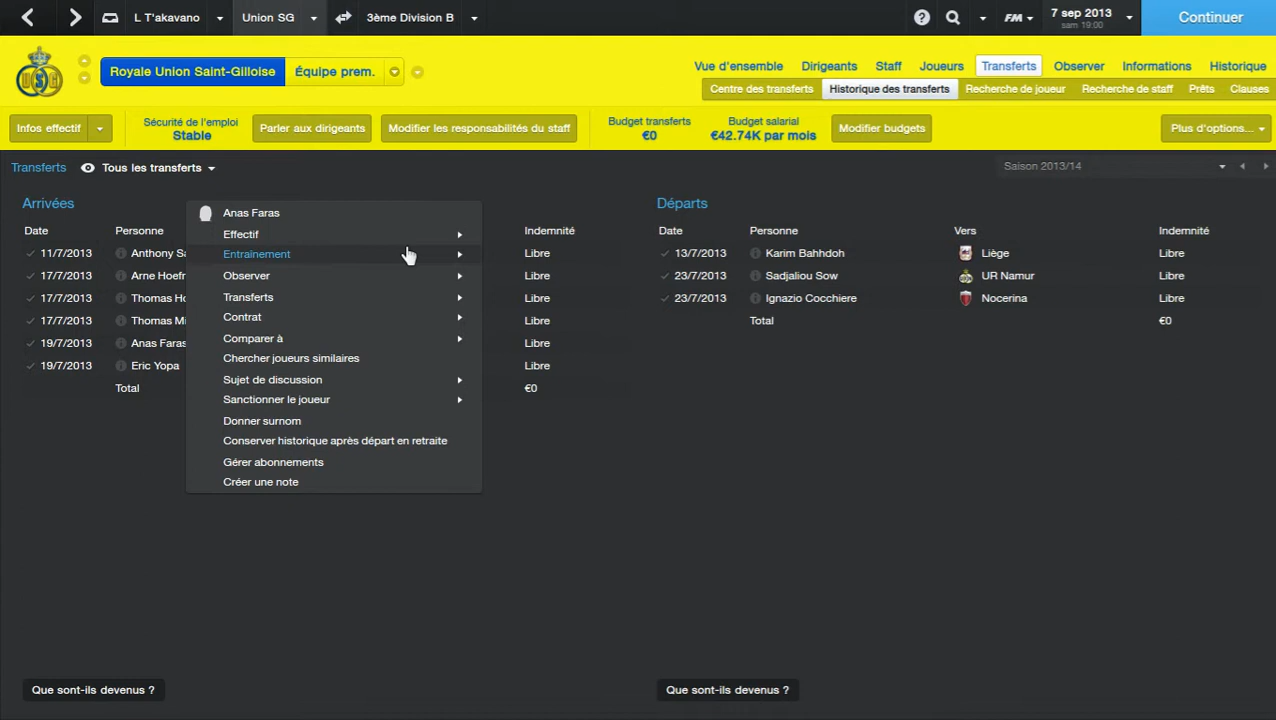 L T'akavano
Union SG
3ème Division B
FM
7 sep 2013
sam 19:00
Continuer
Royale Union Saint-Gilloise
Équipe prem.
Vue d'ensemble
Dirigeants
Staff
Joueurs
Transferts
Observer
Informations
Historique
Centre des transferts
Historique des transferts
Recherche de joueur
Recherche de staff
Prêts
Clauses
Infos effectif
Sécurité de l'emploi
Stable
Parler aux dirigeants
Modifier les responsabilités du staff
Budget transferts
€0
Budget salarial
€42.74K par mois
Modifier budgets
Plus d'options...
Transferts
Tous les transferts
Saison 2013/14
Arrivées
Date Personne Indemnité
11/7/2013 Anthony Sa Libre
17/7/2013 Arne Hoefn Libre
17/7/2013 Thomas Ho Libre
17/7/2013 Thomas Mi Libre
19/7/2013 Anas Faras Libre
19/7/2013 Eric Yopa Libre
Total €0
Anas Faras
Effectif
Entraînement
Observer
Transferts
Contrat
Comparer à
Chercher joueurs similaires
Sujet de discussion
Sanctionner le joueur
Donner surnom
Conserver historique après départ en retraite
Gérer abonnements
Créer une note
Départs
Date Personne Vers Indemnité
13/7/2013 Karim Bahhdoh Liège Libre
23/7/2013 Sadjaliou Sow UR Namur Libre
23/7/2013 Ignazio Cocchiere Nocerina Libre
Total €0
Que sont-ils devenus ?
Que sont-ils devenus ?